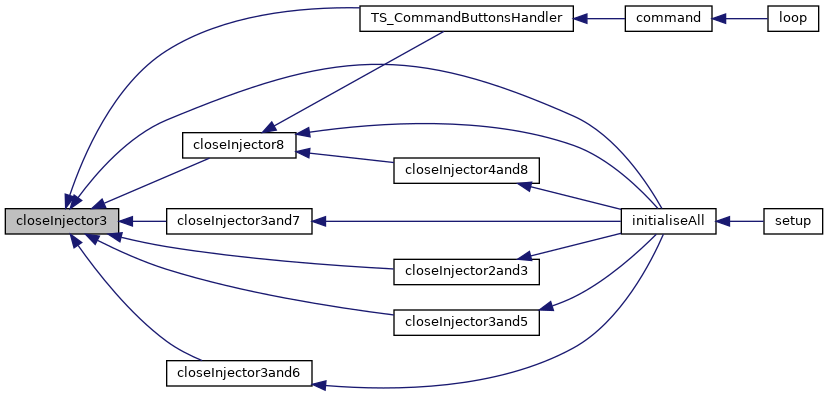 TS_CommandButtonsHandler
command
loop
closeInjector8
closeInjector4and8
closeInjector3
closeInjector3and7
initialiseAll
setup
closeInjector2and3
closeInjector3and5
closeInjector3and6